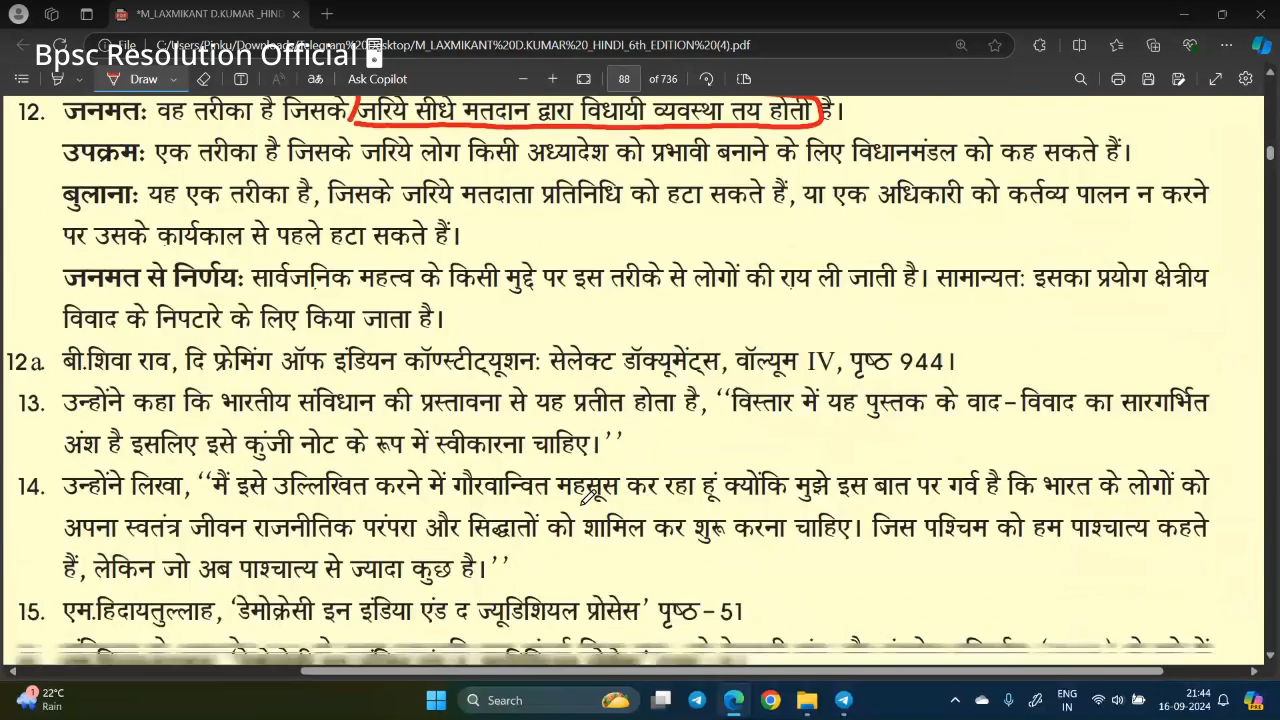 *M_LAXMIKANT D.KUMAR _HIND
File C:/Users/Pinku/Downloads/Telegram%20Desktop/M_LAXMIKANT%20D.KUMAR%20_HINDI_6th_EDITION%20(4).pdf
Bpsc Resolution Official
Draw Ask Copilot 88 of 736
12. जनमतः वह तरीका है जिसके जरिये सीधे मतदान द्वारा विधायी व्यवस्था तय होती है।
उपक्रमः एक तरीका है जिसके जरिये लोग किसी अध्यादेश को प्रभावी बनाने के लिए विधानमंडल को कह सकते हैं।
बुलानाः यह एक तरीका है, जिसके जरिये मतदाता प्रतिनिधि को हटा सकते हैं, या एक अधिकारी को कर्तव्य पालन न करने
पर उसके कार्यकाल से पहले हटा सकते हैं।
जनमत से निर्णयः सार्वजनिक महत्व के किसी मुद्दे पर इस तरीके से लोगों की राय ली जाती है। सामान्यतः इसका प्रयोग क्षेत्रीय
विवाद के निपटारे के लिए किया जाता है।
12a बी.शिवा राव, दि फ्रेमिंग ऑफ इंडियन कॉण्स्टीट्यूशनः सेलेक्ट डॉक्यूमेंट्स, वॉल्यूम IV, पृष्ठ 944।
13. उन्होंने कहा कि भारतीय संविधान की प्रस्तावना से यह प्रतीत होता है, ‘‘विस्तार में यह पुस्तक के वाद-विवाद का सारगर्भित
अंश है इसलिए इसे कुंजी नोट के रूप में स्वीकारना चाहिए।’’
14. उन्होंने लिखा, ‘‘मैं इसे उल्लिखित करने में गौरवान्वित महसूस कर रहा हूं क्योंकि मुझे इस बात पर गर्व है कि भारत के लोगों को
अपना स्वतंत्र जीवन राजनीतिक परंपरा और सिद्धातों को शामिल कर शुरू करना चाहिए। जिस पश्चिम को हम पाश्चात्य कहते
हैं, लेकिन जो अब पाश्चात्य से ज्यादा कुछ है।’’
15. एम.हिदायतुल्लाह, ‘डेमोक्रेसी इन इंडिया एंड द ज्यूडिशियल प्रोसेस’ पृष्ठ-51
1 22°C Search ENG 21:44
Rain IN 16-09-2024